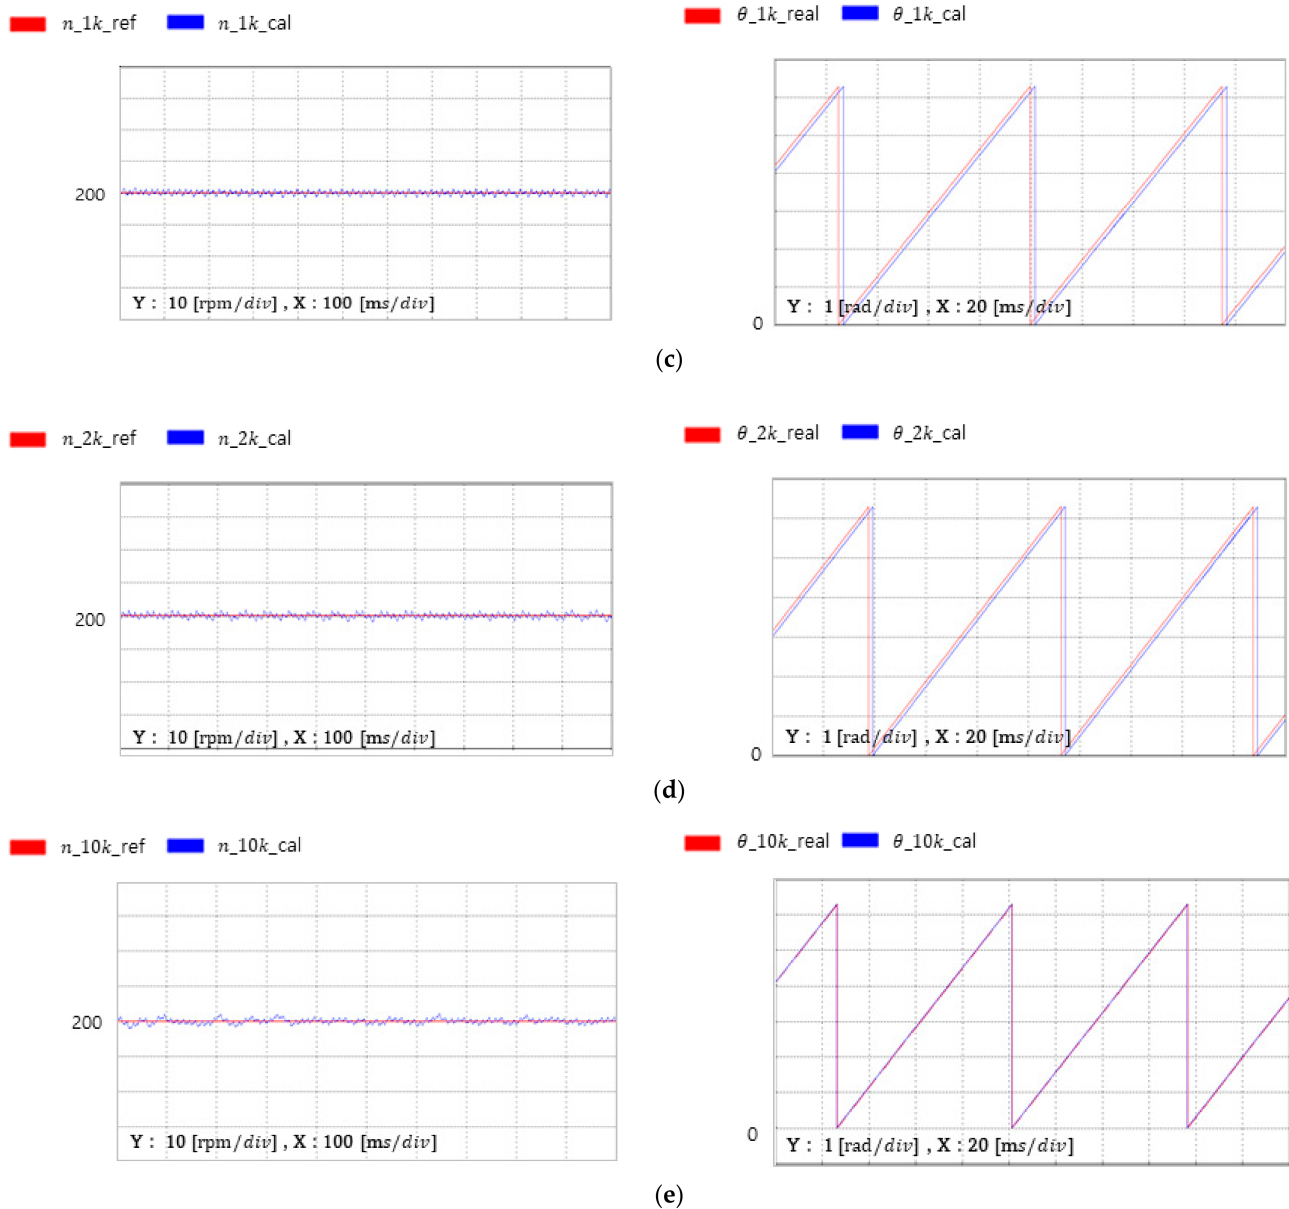 n_1k_ref n_1k_cal θ_1k_real θ_1k_cal
200
Y : 10 [rpm/div] , X : 100 [ms/div] Y : 1 [rad/div] , X : 20 [ms/div]
0
(c)
n_2k_ref n_2k_cal θ_2k_real θ_2k_cal
200
Y : 10 [rpm/div] , X : 100 [ms/div] Y : 1 [rad/div] , X : 20 [ms/div]
0
(d)
n_10k_ref n_10k_cal θ_10k_real θ_10k_cal
200
Y : 10 [rpm/div] , X : 100 [ms/div] Y : 1 [rad/div] , X : 20 [ms/div]
0
(e)